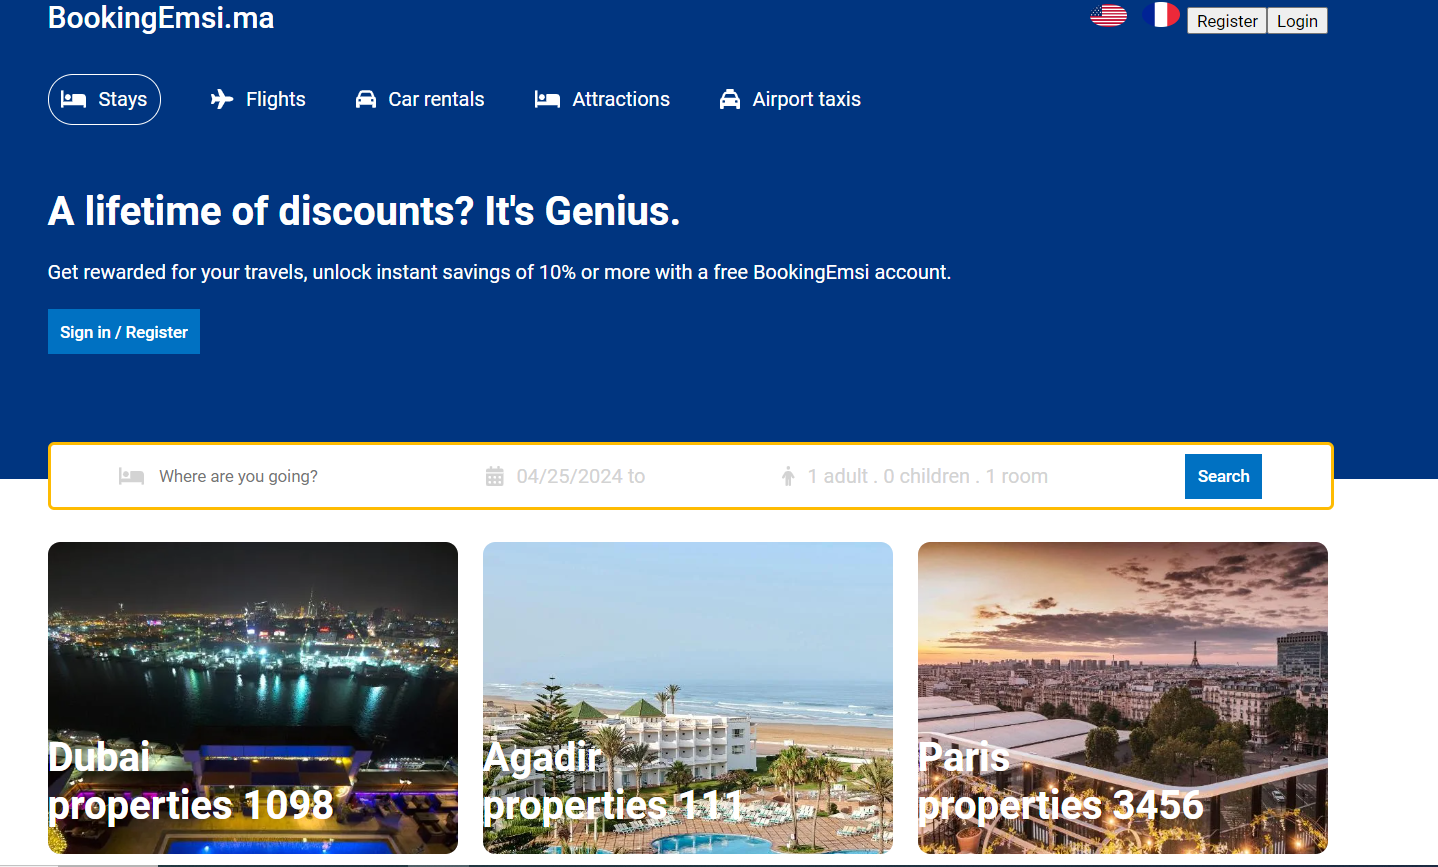 BookingEmsi.ma
Register Login
Stays Flights Car rentals Attractions Airport taxis
A lifetime of discounts? It's Genius.
Get rewarded for your travels, unlock instant savings of 10% or more with a free BookingEmsi account.
Sign in / Register
Where are you going? 04/25/2024 to 1 adult . 0 children . 1 room Search
Dubai
properties 1098
Agadir
properties 111
Paris
properties 3456